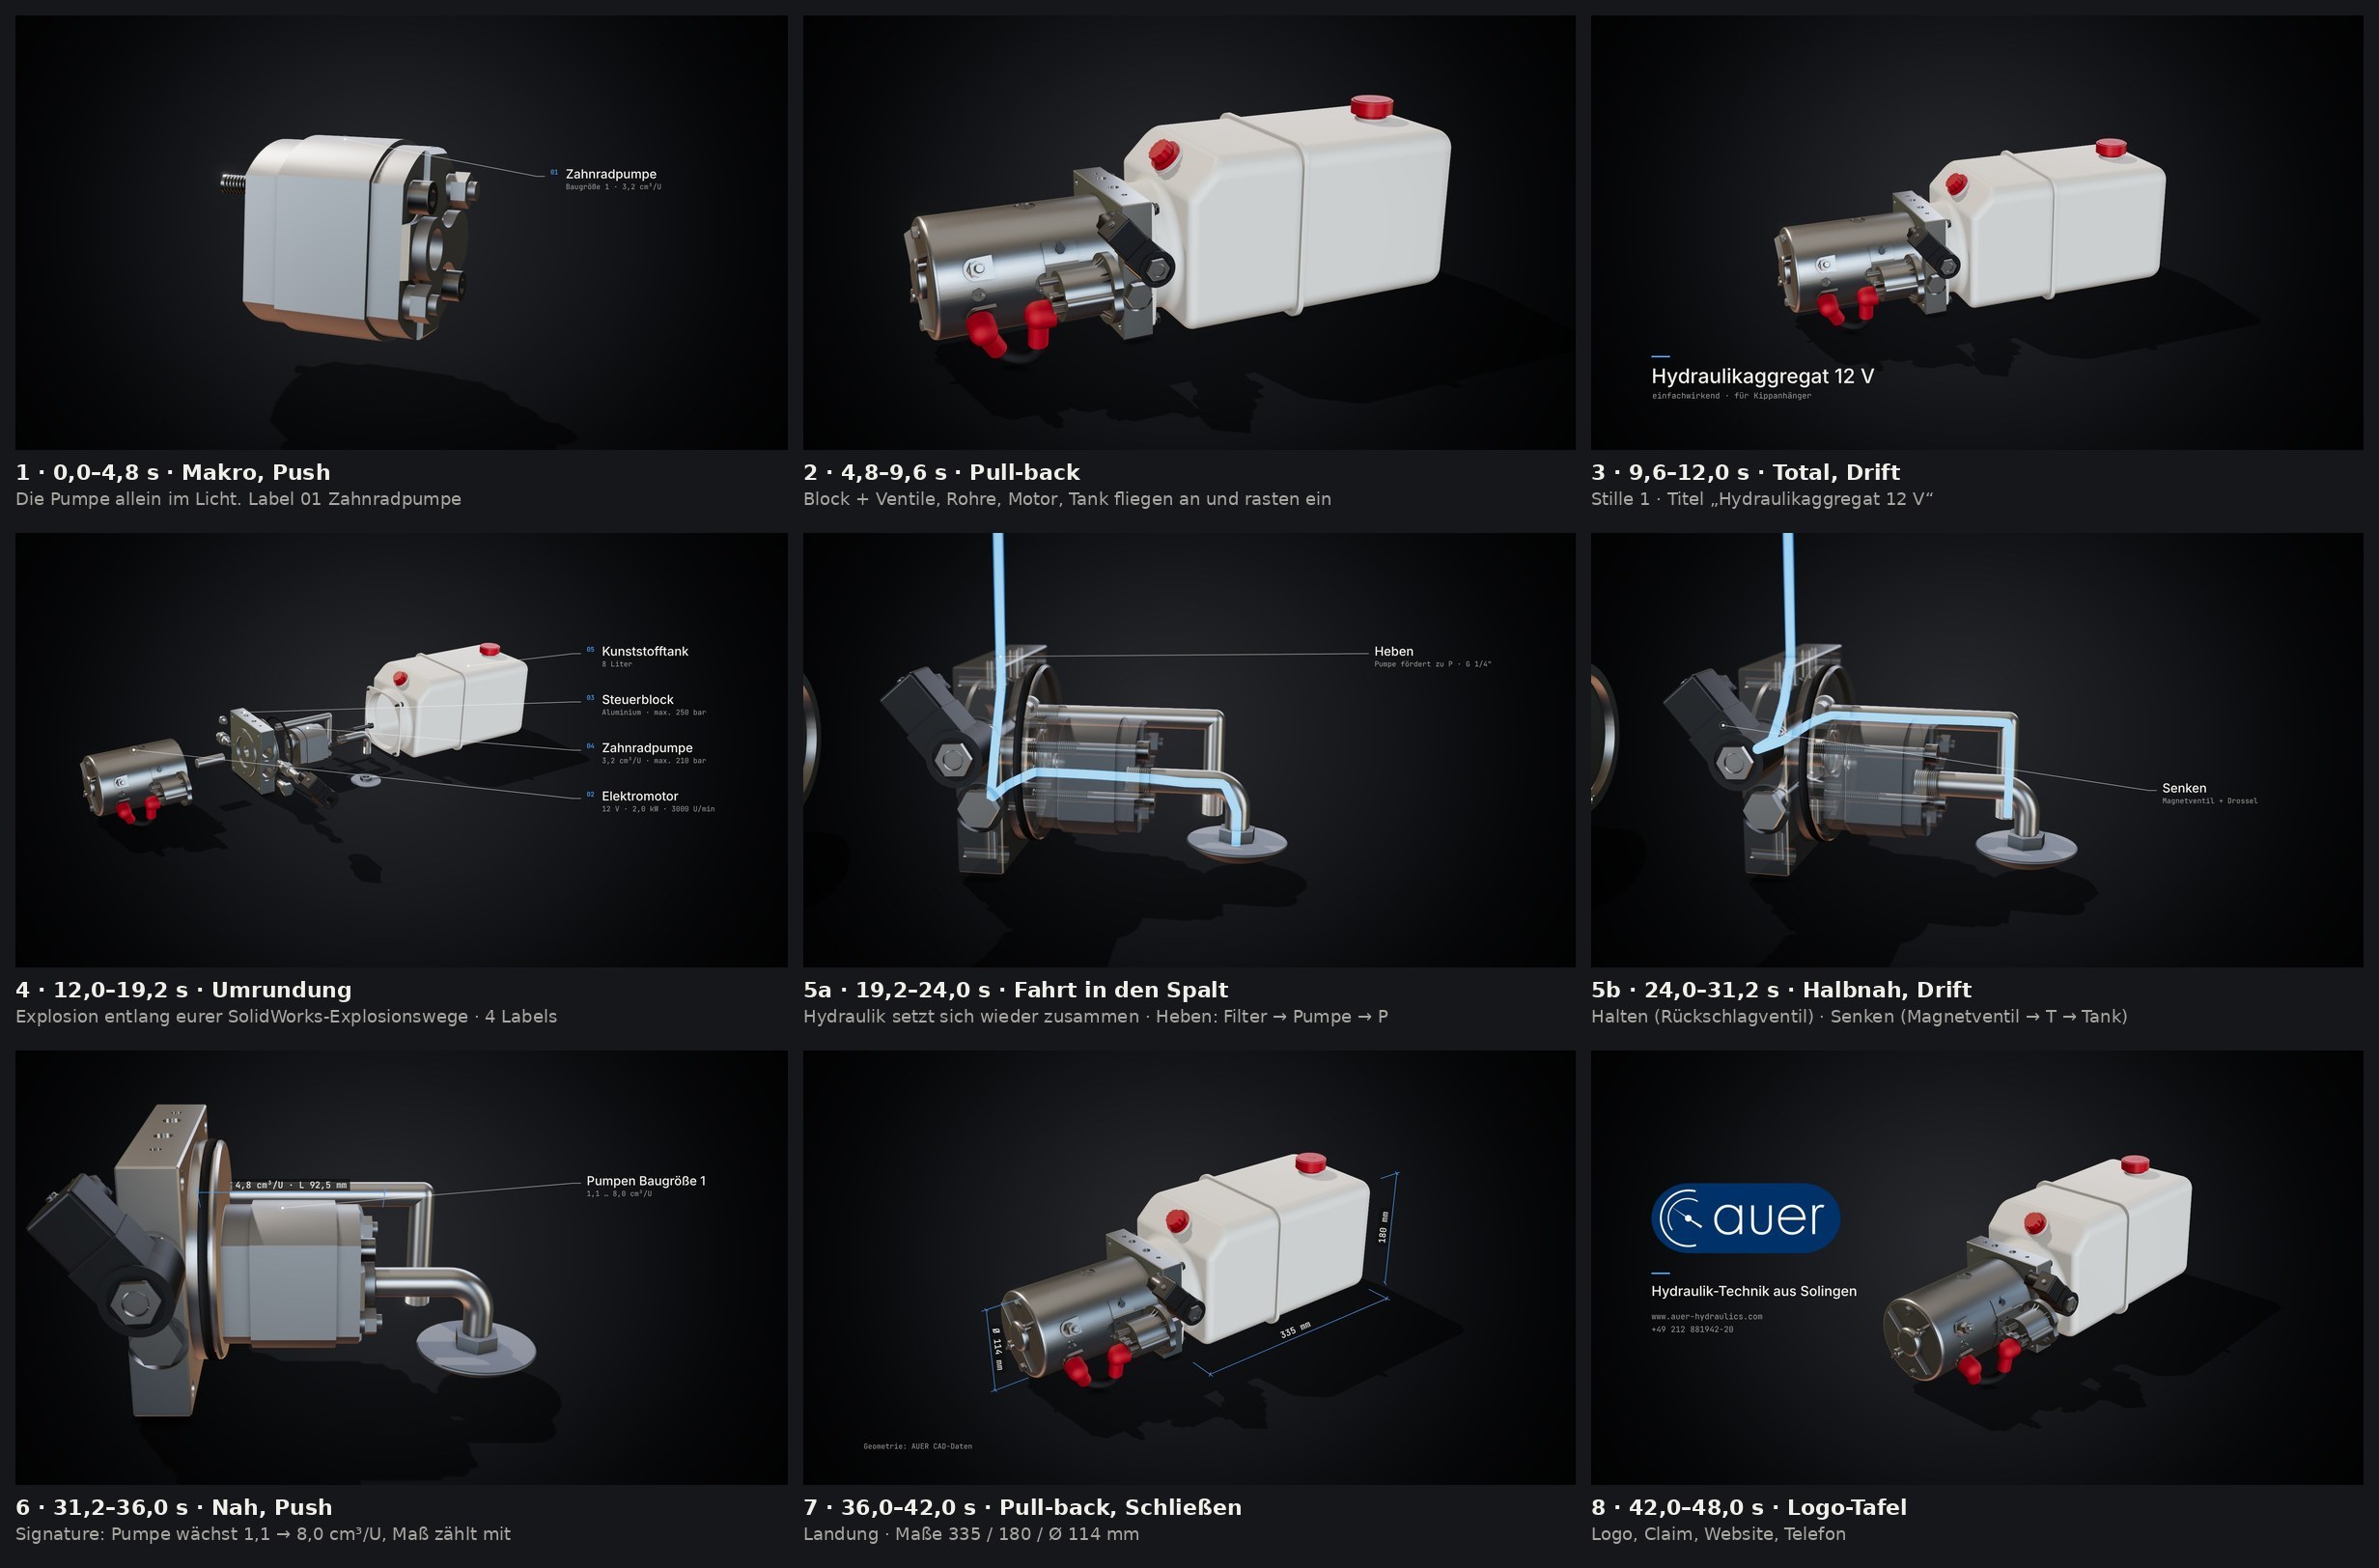 01 Zahnradpumpe
Baugröße 1 · 3,2 cm³/U
1 · 0,0–4,8 s · Makro, Push
Die Pumpe allein im Licht. Label 01 Zahnradpumpe
2 · 4,8–9,6 s · Pull-back
Block + Ventile, Rohre, Motor, Tank fliegen an und rasten ein
Hydraulikaggregat 12 V
einfachwirkend · für Kippanhänger
3 · 9,6–12,0 s · Total, Drift
Stille 1 · Titel „Hydraulikaggregat 12 V“
05 Kunststofftank
8 Liter
03 Steuerblock
Aluminium · max. 250 bar
04 Zahnradpumpe
3,2 cm³/U · max. 210 bar
02 Elektromotor
12 V · 2,0 kW · 3000 U/min
4 · 12,0–19,2 s · Umrundung
Explosion entlang eurer SolidWorks-Explosionswege · 4 Labels
Heben
Pumpe fördert zu P · G 1/4"
5a · 19,2–24,0 s · Fahrt in den Spalt
Hydraulik setzt sich wieder zusammen · Heben: Filter → Pumpe → P
Senken
Magnetventil + Drossel
5b · 24,0–31,2 s · Halbnah, Drift
Halten (Rückschlagventil) · Senken (Magnetventil → T → Tank)
4,8 cm³/U · L 92,5 mm
Pumpen Baugröße 1
1,1 … 8,0 cm³/U
6 · 31,2–36,0 s · Nah, Push
Signature: Pumpe wächst 1,1 → 8,0 cm³/U, Maß zählt mit
180 mm
335 mm
Ø 114 mm
Geometrie: AUER CAD-Daten
7 · 36,0–42,0 s · Pull-back, Schließen
Landung · Maße 335 / 180 / Ø 114 mm
auer
Hydraulik-Technik aus Solingen
www.auer-hydraulics.com
+49 212 881942-20
8 · 42,0–48,0 s · Logo-Tafel
Logo, Claim, Website, Telefon